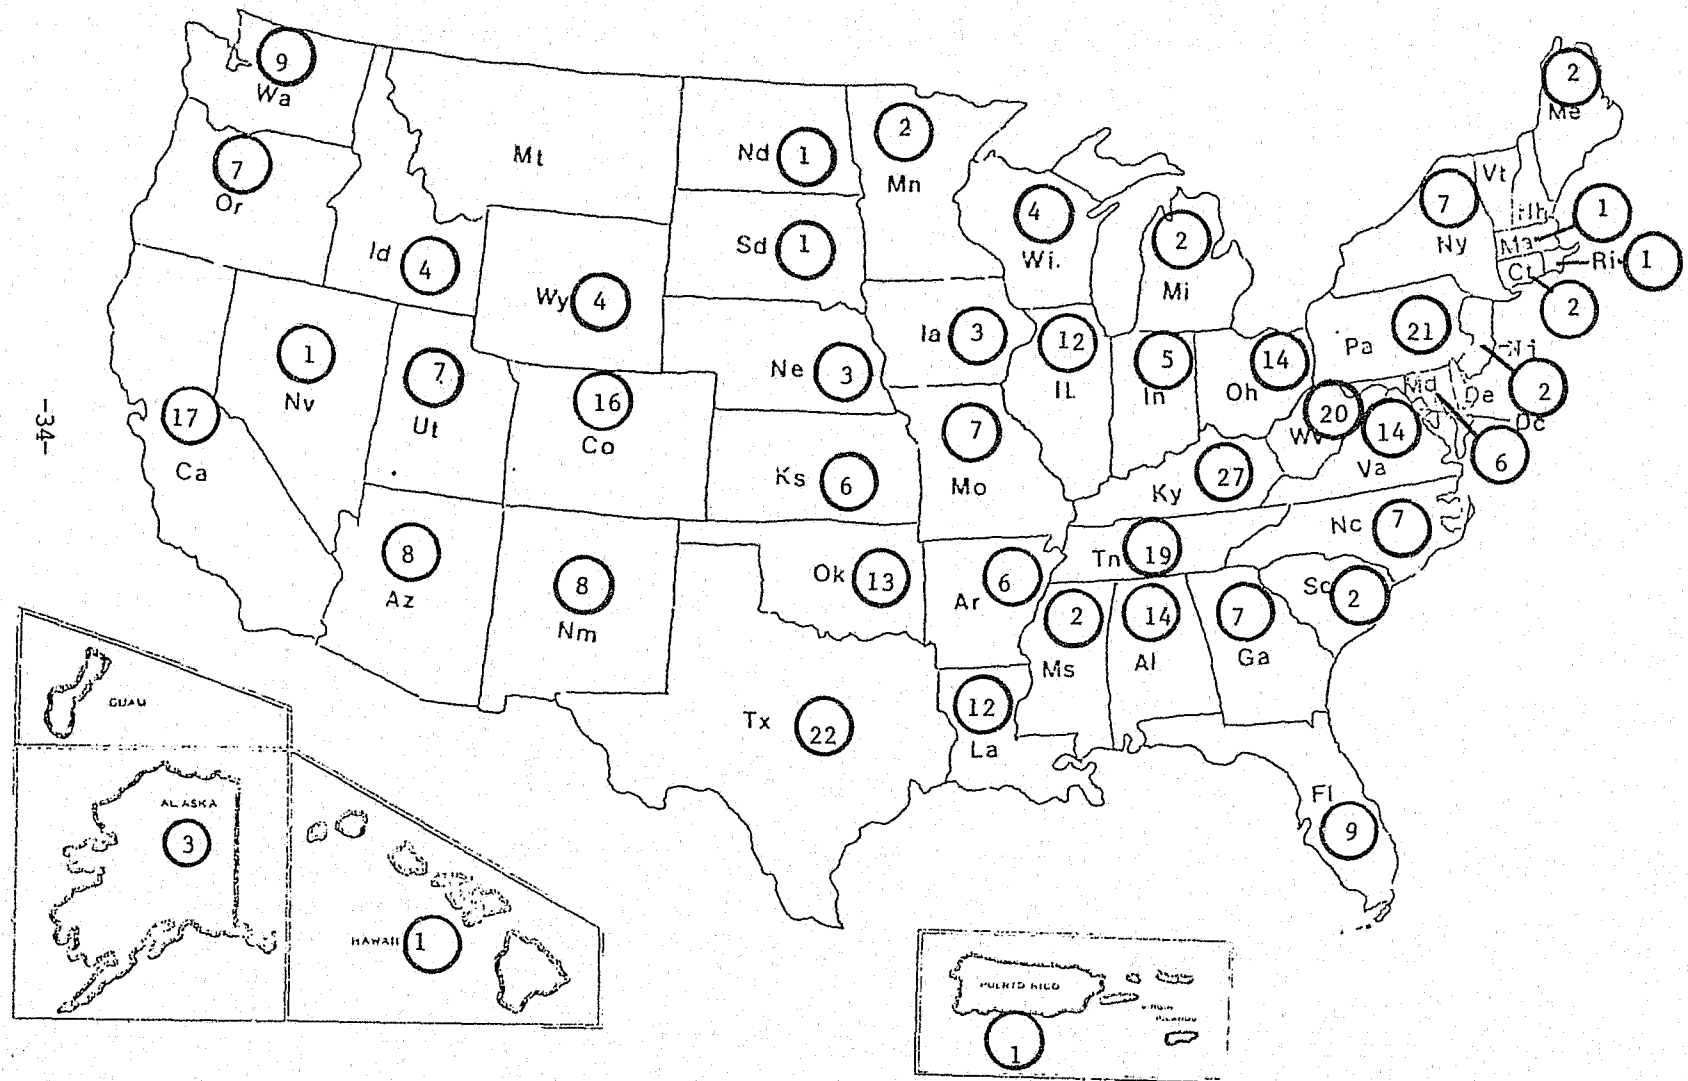 9
Wa
7
Or
Mt
Id
4
Nd
1
2
Mn
Sd
1
Wy
4
4
Wi.
2
Mi
2
Me
Vt
7
Ny
Nh
1
Ma
Ri
1
Ct
2
1
Nv
7
Ut
16
Co
Ne
3
Ia
3
12
IL
5
In
14
Oh
Pa
21
Nj
2
Md
De
Dc
6
17
Ca
-34-
Ks
6
7
Mo
20
Wv
14
Va
Ky
27
8
Az
8
Nm
Ok
13
Ar
6
Tn
19
Nc
7
Sc
2
2
Ms
14
Al
7
Ga
Tx
22
12
La
Fl
9
GUAM
ALASKA
3
HAWAII
1
PUERTO RICO
VIRGIN
ISLANDS
1